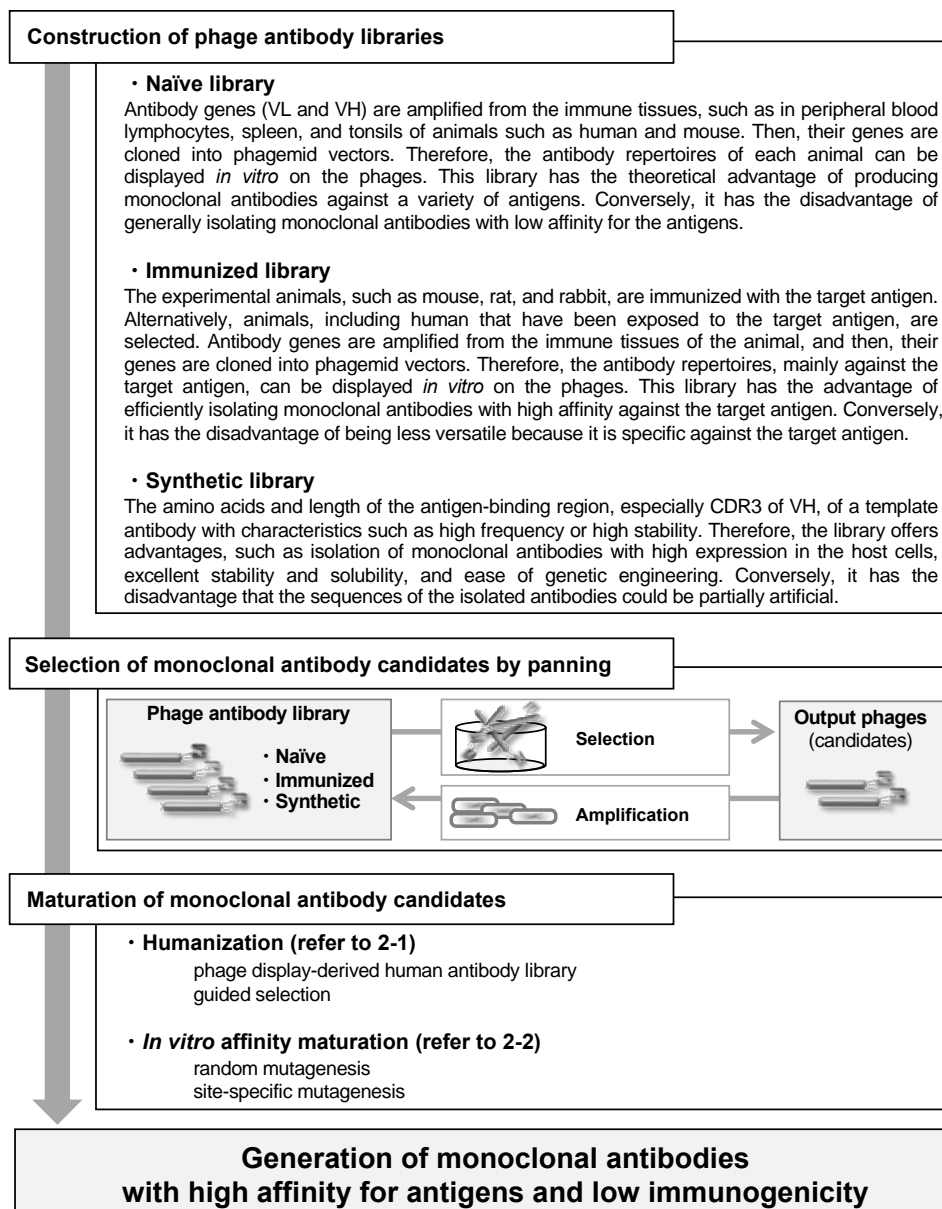 Construction of phage antibody libraries
・Naïve library
Antibody genes (VL and VH) are amplified from the immune tissues, such as in peripheral blood
lymphocytes, spleen, and tonsils of animals such as human and mouse. Then, their genes are
cloned into phagemid vectors. Therefore, the antibody repertoires of each animal can be
displayed in vitro on the phages. This library has the theoretical advantage of producing
monoclonal antibodies against a variety of antigens. Conversely, it has the disadvantage of
generally isolating monoclonal antibodies with low affinity for the antigens.
・Immunized library
The experimental animals, such as mouse, rat, and rabbit, are immunized with the target antigen.
Alternatively, animals, including human that have been exposed to the target antigen, are
selected. Antibody genes are amplified from the immune tissues of the animal, and then, their
genes are cloned into phagemid vectors. Therefore, the antibody repertoires, mainly against the
target antigen, can be displayed in vitro on the phages. This library has the advantage of
efficiently isolating monoclonal antibodies with high affinity against the target antigen. Conversely,
it has the disadvantage of being less versatile because it is specific against the target antigen.
・Synthetic library
The amino acids and length of the antigen-binding region, especially CDR3 of VH, of a template
antibody with characteristics such as high frequency or high stability. Therefore, the library offers
advantages, such as isolation of monoclonal antibodies with high expression in the host cells,
excellent stability and solubility, and ease of genetic engineering. Conversely, it has the
disadvantage that the sequences of the isolated antibodies could be partially artificial.
Selection of monoclonal antibody candidates by panning
Phage antibody library
・Naïve
・Immunized
・Synthetic
Selection
Amplification
Output phages
(candidates)
Maturation of monoclonal antibody candidates
・Humanization (refer to 2-1)
phage display-derived human antibody library
guided selection
・In vitro affinity maturation (refer to 2-2)
random mutagenesis
site-specific mutagenesis
Generation of monoclonal antibodies
with high affinity for antigens and low immunogenicity